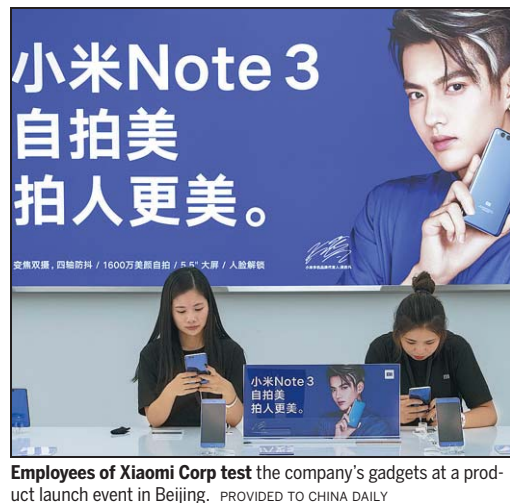 小米Note 3
自拍美
拍人更美。
变焦双摄,四轴防抖 / 1600万美颜自拍 / 5.5" 大屏 / 人脸解锁
小米Note 3
自拍美
拍人更美。
Employees of Xiaomi Corp test the company's gadgets at a prod-
uct launch event in Beijing. PROVIDED TO CHINA DAILY